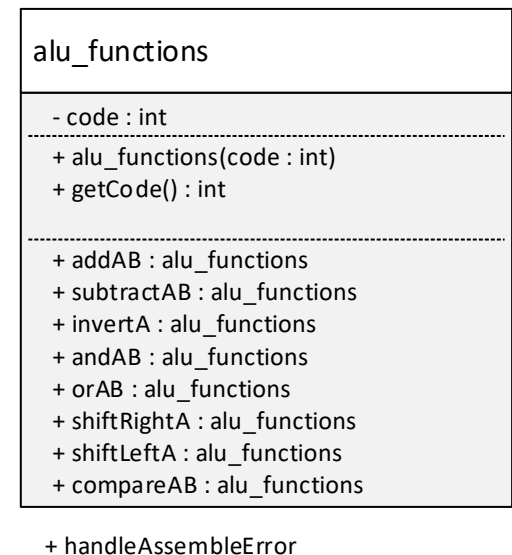 alu_functions
- code : int
+ alu_functions(code : int)
+ getCode() : int
+ addAB : alu_functions
+ subtractAB : alu_functions
+ invertA : alu_functions
+ andAB : alu_functions
+ orAB : alu_functions
+ shiftRightA : alu_functions
+ shiftLeftA : alu_functions
+ compareAB : alu_functions
+ handleAssembleError